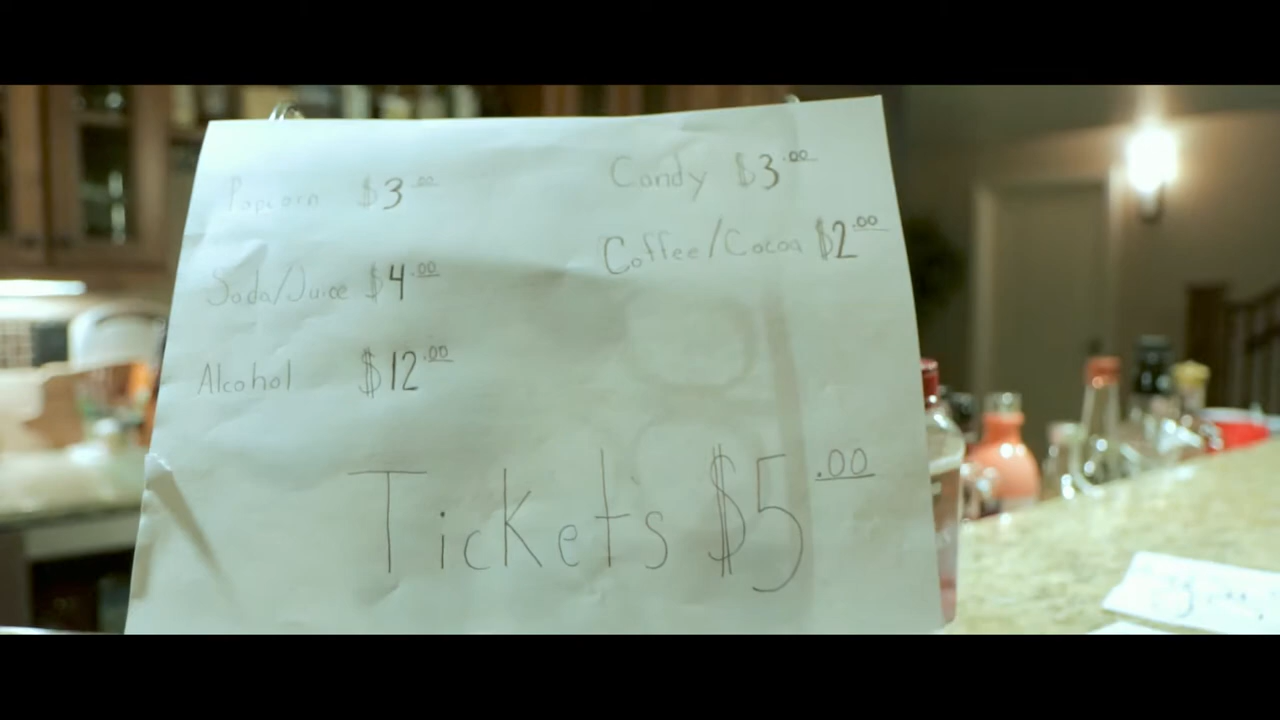 Popcorn $3.00
Soda/Juice $4.00
Alcohol $12.00
Candy $3.00
Coffee/Cocoa $2.00
Tickets $5.00